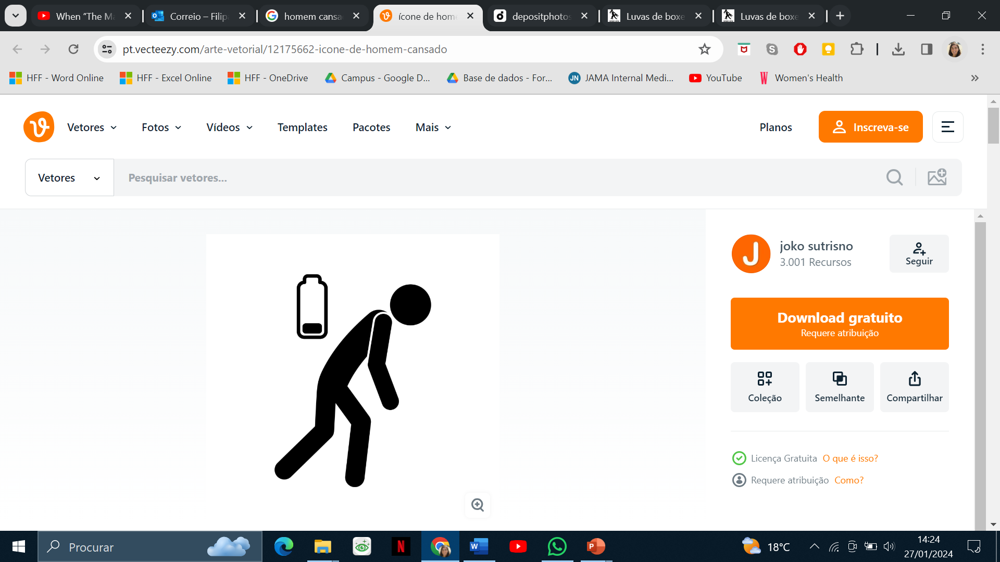 When “The Ma
Correio – Filip
homem cansa
ícone de hom
depositphotos
Luvas de boxe
Luvas de boxe
pt.vecteezy.com/arte-vetorial/12175662-icone-de-homem-cansado
HFF - Word Online
HFF - Excel Online
HFF - OneDrive
Campus - Google D...
Base de dados - For...
JN JAMA Internal Medi...
YouTube
W Women's Health
Vetores
Fotos
Vídeos
Templates
Pacotes
Mais
Planos
Inscreva-se
Vetores
Pesquisar vetores...
J
joko sutrisno
3.001 Recursos
Seguir
Download gratuito
Requere atribuição
Coleção
Semelhante
Compartilhar
Licença Gratuita O que é isso?
Requere atribuição Como?
Procurar
N
W
P
18°C
14:24
27/01/2024